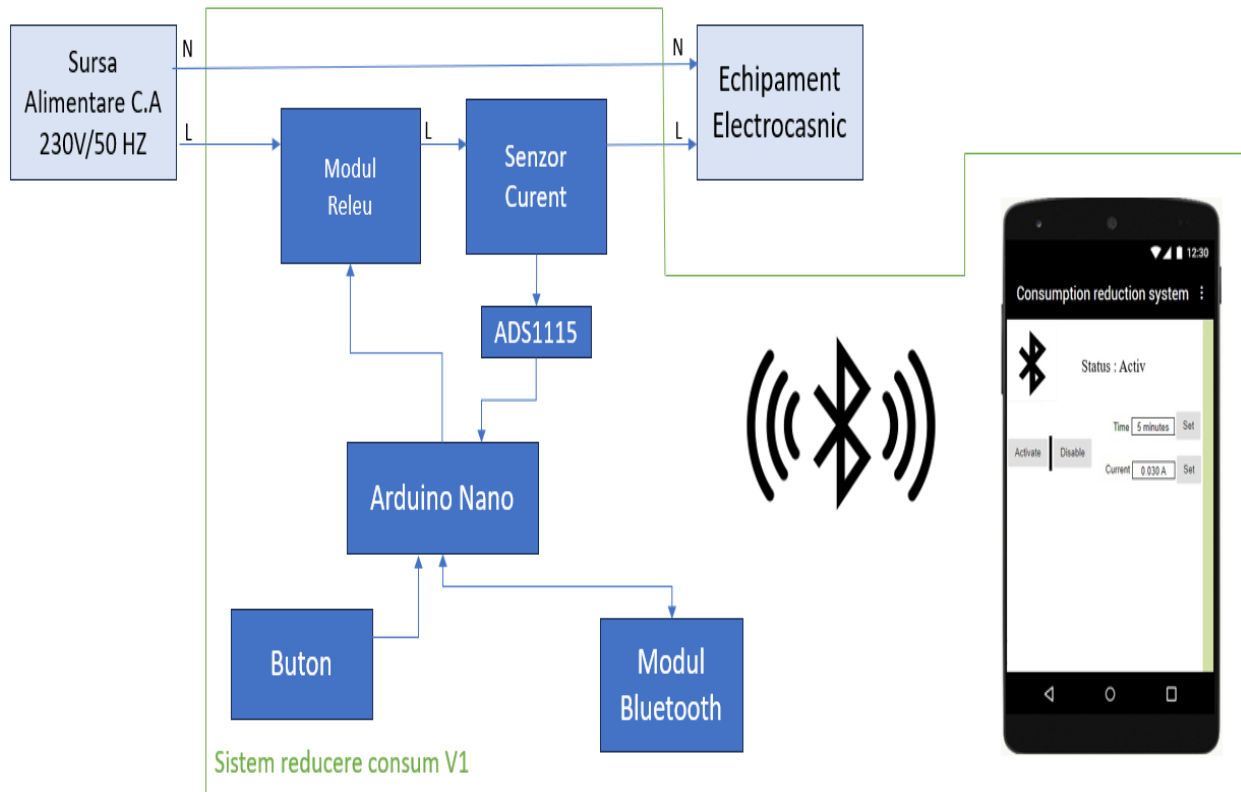 Sursa
Alimentare C.A
230V/50 HZ
N
N
L
L
L
Echipament
Electrocasnic
Modul
Releu
Senzor
Curent
ADS1115
Arduino Nano
Buton
Modul
Bluetooth
Sistem reducere consum V1
12:30
Consumption reduction system
Status : Activ
Time 5 minutes Set
Activate Disable
Current 0.030 A Set